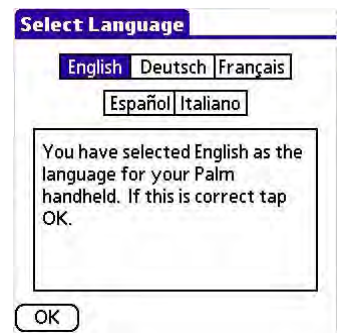 Select Language
English Deutsch Français
Español Italiano
You have selected English as the
language for your Palm
handheld. If this is correct tap
OK.
OK